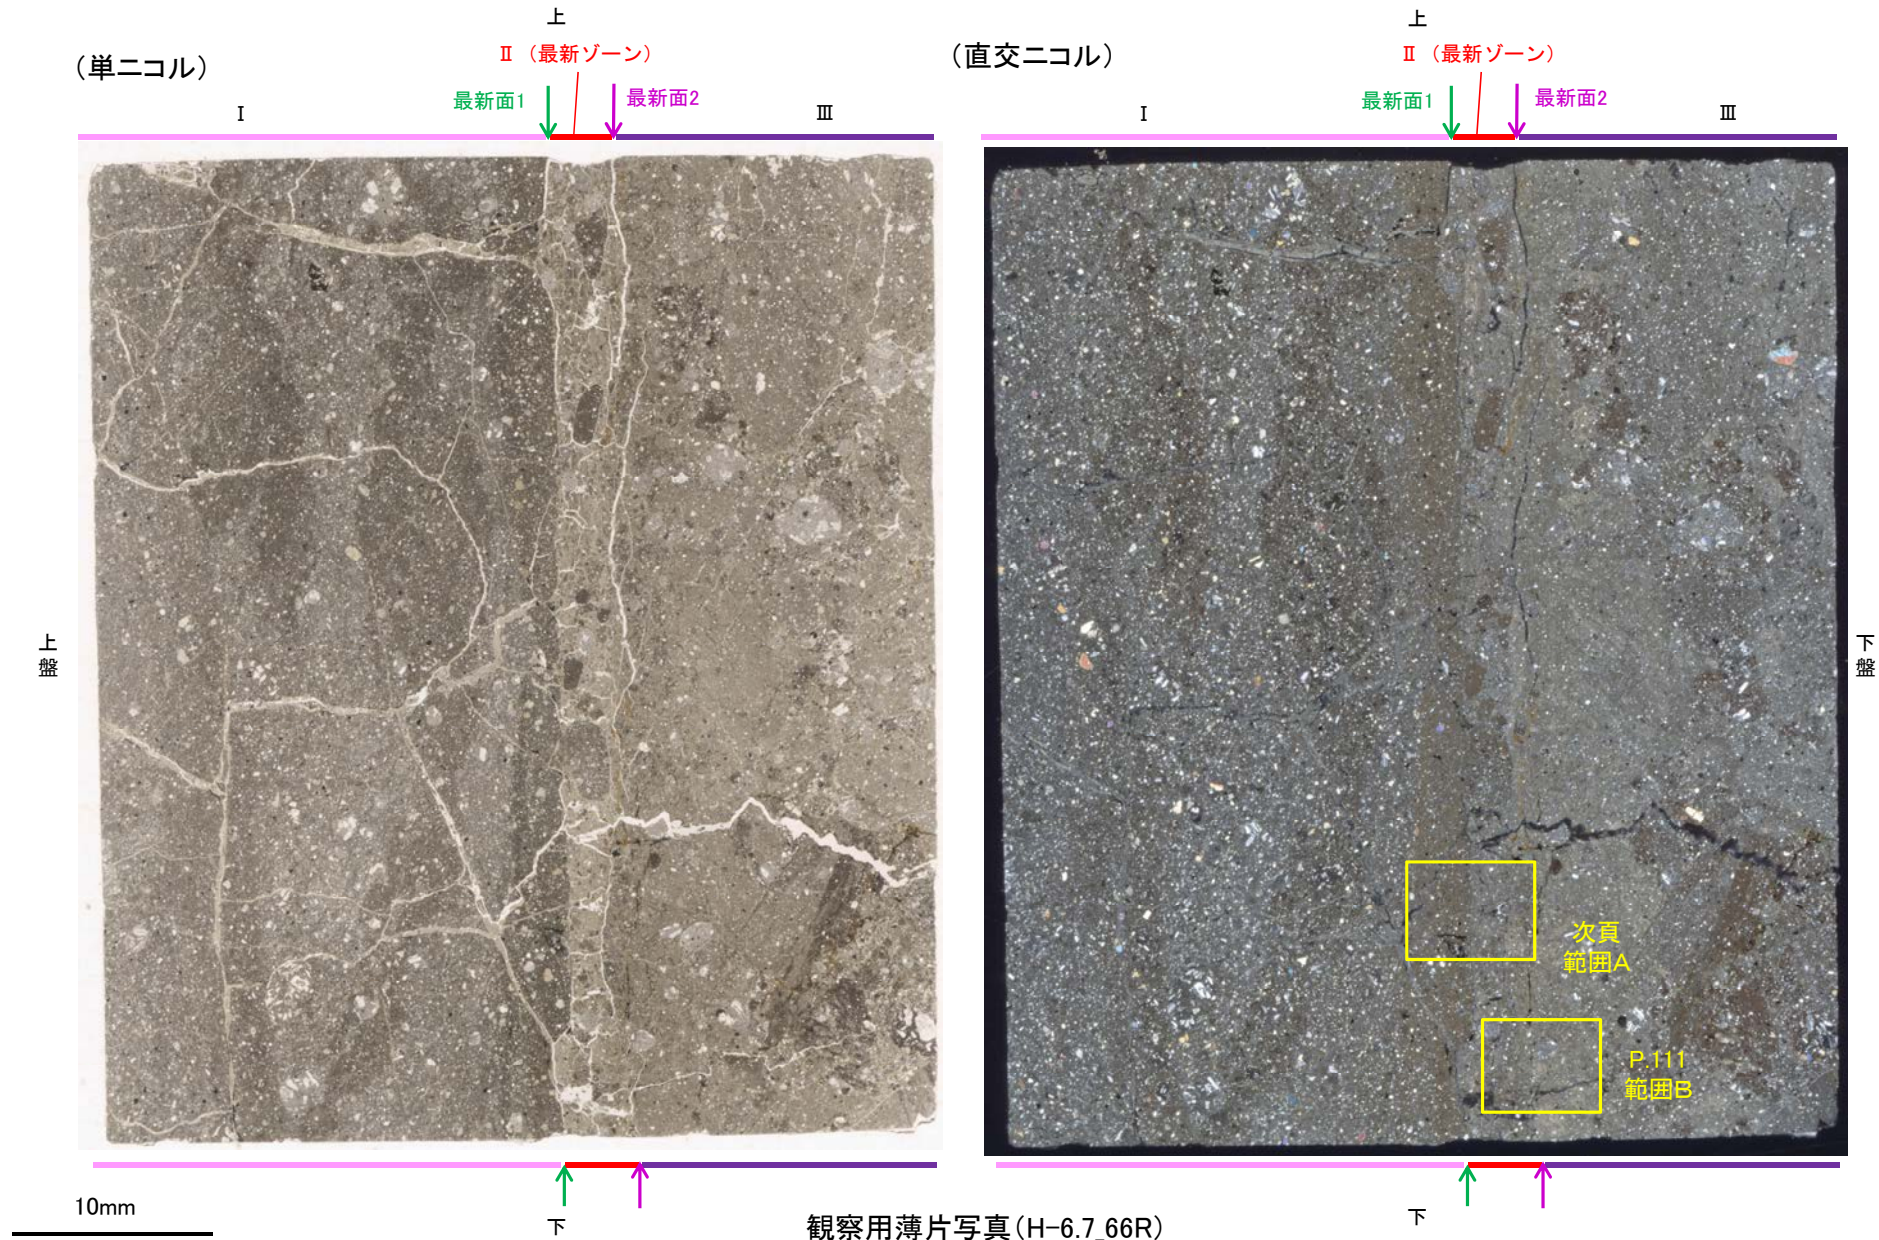 上
上
（単ニコル）
Ⅱ（最新ゾーン）
（直交ニコル）
Ⅱ（最新ゾーン）
最新面1
最新面2
最新面1
最新面2
Ⅰ
Ⅲ
Ⅰ
Ⅲ
上盤
下盤
次頁
範囲A
P.111
範囲B
10mm
下
下
観察用薄片写真（H-6.7_66R）